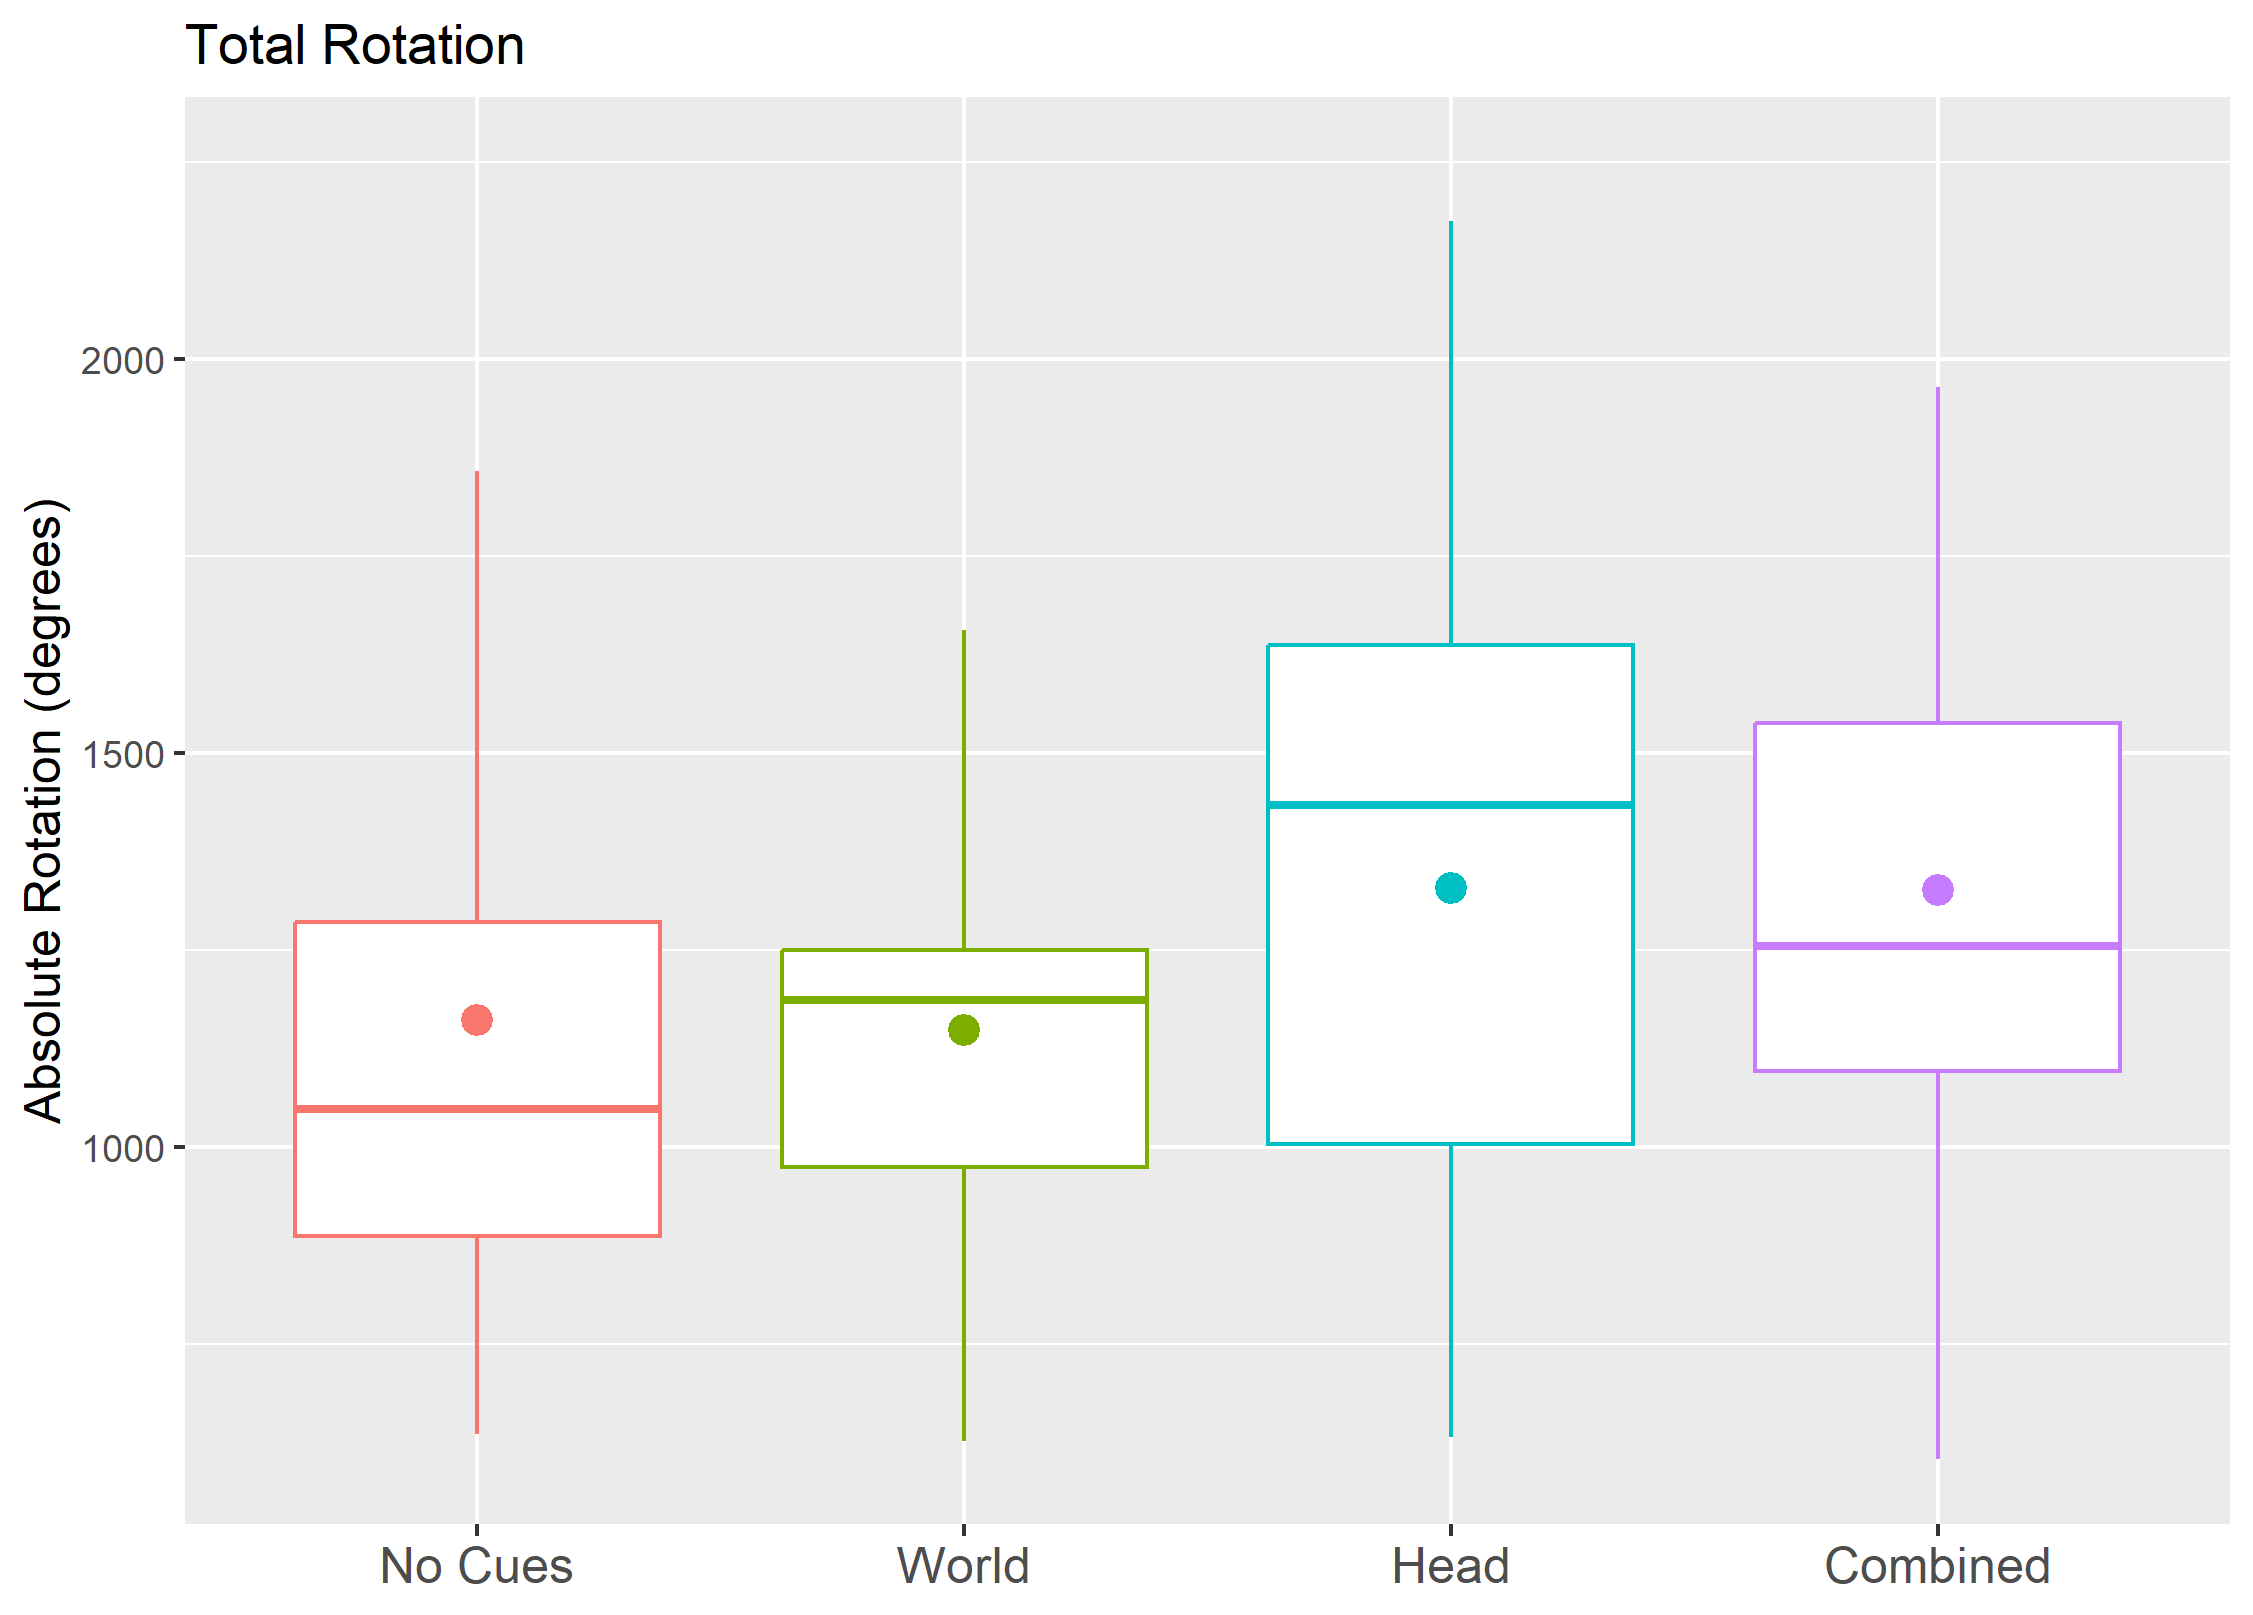 Total Rotation
Absolute Rotation (degrees)
2000
1500
1000
No Cues World Head Combined